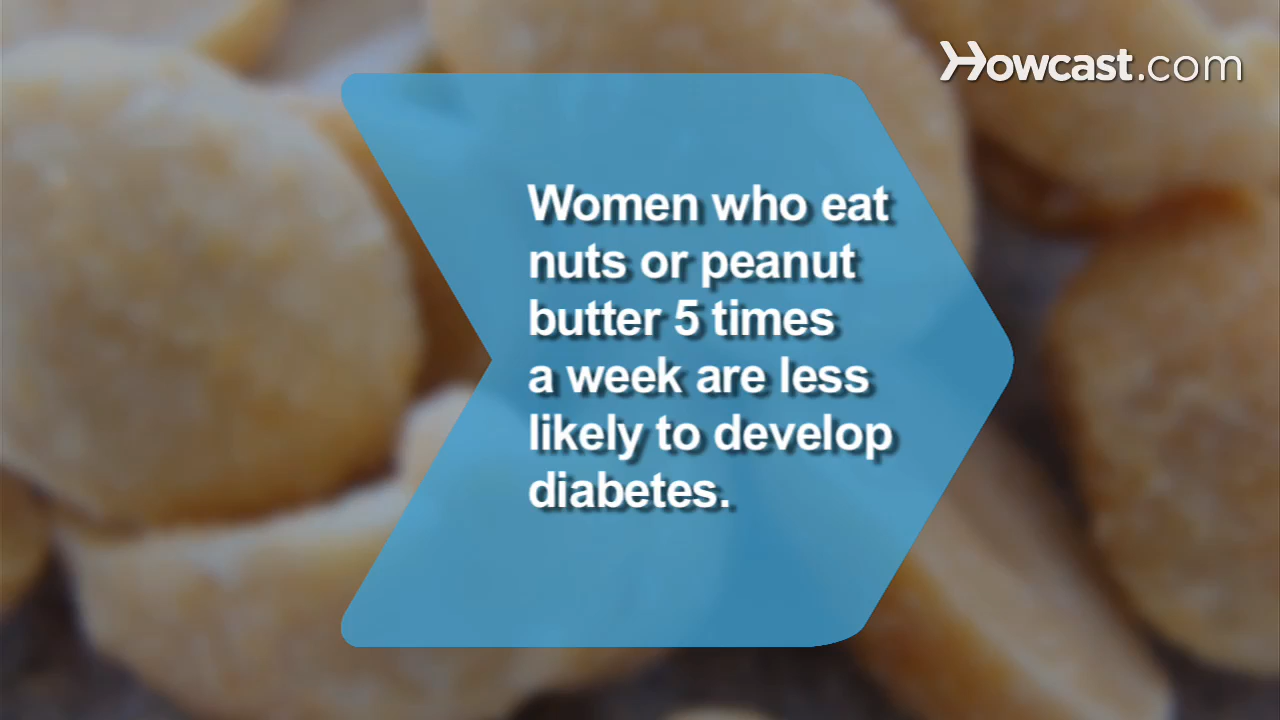 Howcast.com
Women who eat
nuts or peanut
butter 5 times
a week are less
likely to develop
diabetes.